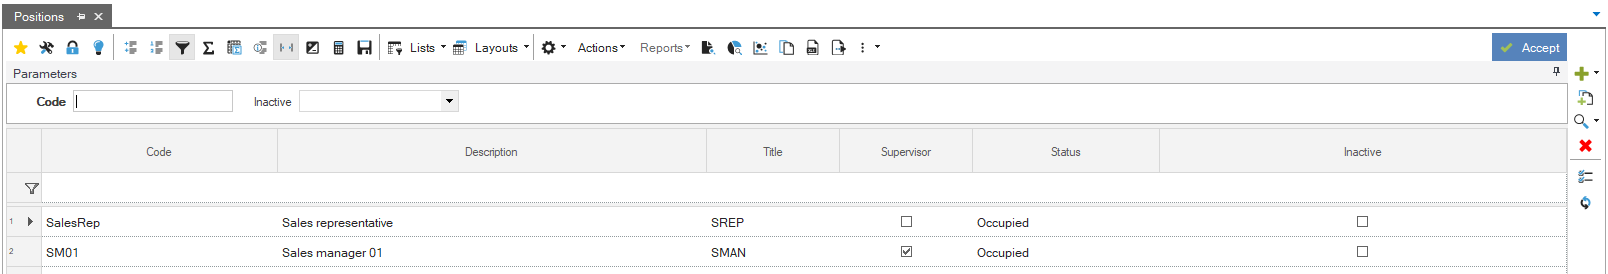 Positions
Lists Layouts Actions Reports Accept
Parameters
Code Inactive
Code Description Title Supervisor Status Inactive
1 SalesRep Sales representative SREP Occupied
2 SM01 Sales manager 01 SMAN Occupied